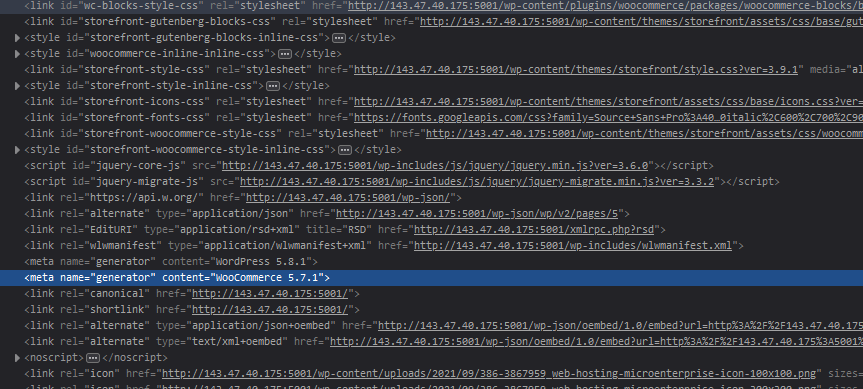 <link id="wc-blocks-style-css" rel="stylesheet" href="http://143.47.40.175:5001/wp-content/plugins/woocommerce/packages/woocommerce-blocks/b
<link id="storefront-gutenberg-blocks-css" rel="stylesheet" href="http://143.47.40.175:5001/wp-content/themes/storefront/assets/css/base/gut
<style id="storefront-gutenberg-blocks-inline-css"></style>
<style id="woocommerce-inline-inline-css"></style>
<link id="storefront-style-css" rel="stylesheet" href="http://143.47.40.175:5001/wp-content/themes/storefront/style.css?ver=3.9.1" media="al
<style id="storefront-style-inline-css"></style>
<link id="storefront-icons-css" rel="stylesheet" href="http://143.47.40.175:5001/wp-content/themes/storefront/assets/css/base/icons.css?ver=
<link id="storefront-fonts-css" rel="stylesheet" href="https://fonts.googleapis.com/css?family=Source+Sans+Pro%3A40…0italic%2C600%2C700%2C90
<link id="storefront-woocommerce-style-css" rel="stylesheet" href="http://143.47.40.175:5001/wp-content/themes/storefront/assets/css/woocom
<style id="storefront-woocommerce-style-inline-css"></style>
<script id="jquery-core-js" src="http://143.47.40.175:5001/wp-includes/js/jquery/jquery.min.js?ver=3.6.0"></script>
<script id="jquery-migrate-js" src="http://143.47.40.175:5001/wp-includes/js/jquery/jquery-migrate.min.js?ver=3.3.2"></script>
<link rel="https://api.w.org/" href="http://143.47.40.175:5001/wp-json/">
<link rel="alternate" type="application/json" href="http://143.47.40.175:5001/wp-json/wp/v2/pages/5">
<link rel="EditURI" type="application/rsd+xml" title="RSD" href="http://143.47.40.175:5001/xmlrpc.php?rsd">
<link rel="wlwmanifest" type="application/wlwmanifest+xml" href="http://143.47.40.175:5001/wp-includes/wlwmanifest.xml">
<meta name="generator" content="WordPress 5.8.1">
<meta name="generator" content="WooCommerce 5.7.1">
<link rel="canonical" href="http://143.47.40.175:5001/">
<link rel="shortlink" href="http://143.47.40.175:5001/">
<link rel="alternate" type="application/json+oembed" href="http://143.47.40.175:5001/wp-json/oembed/1.0/embed?url=http%3A%2F%2F143.47
<link rel="alternate" type="text/xml+oembed" href="http://143.47.40.175:5001/wp-json/oembed/1.0/embed?url=http%3A%2F%2F143.47.40.175%3A5001%
<noscript></noscript>
<link rel="icon" href="http://143.47.40.175:5001/wp-content/uploads/2021/09/386-3867959_web-hosting-microenterprise-icon-100x100.png" sizes=